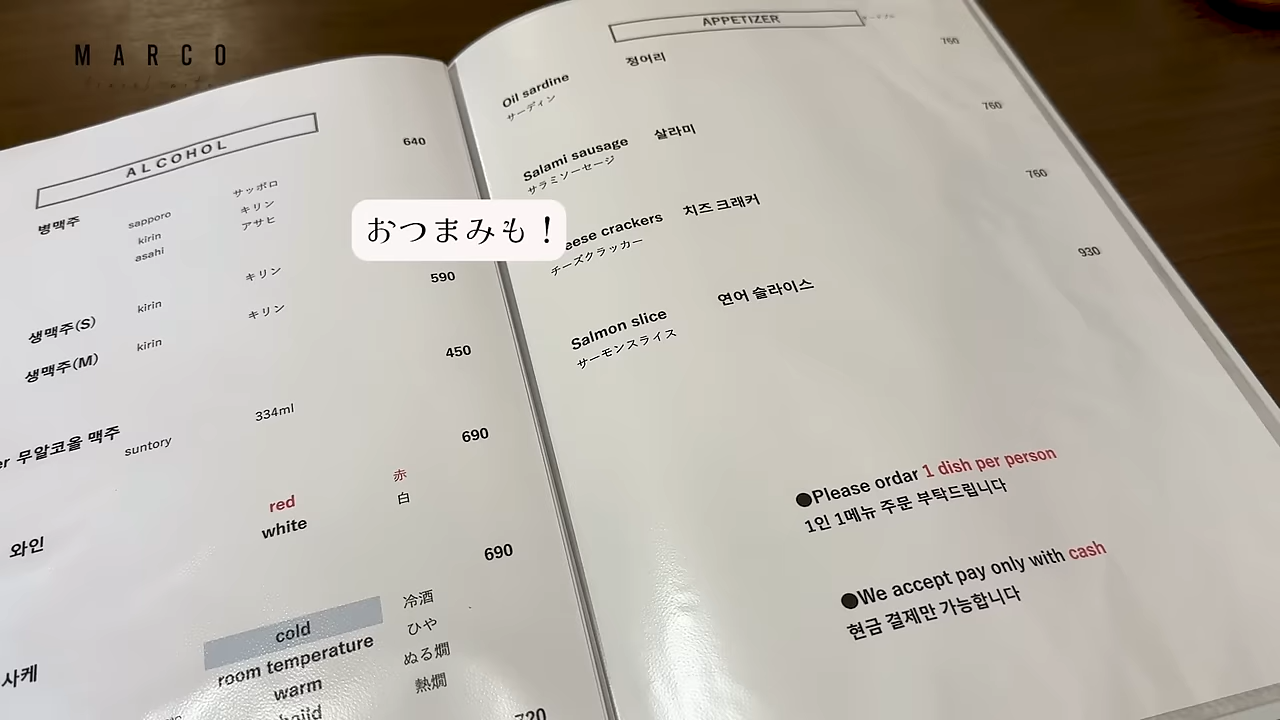 MARCO
ALCOHOL
640
병맥주
sapporo
サッポロ
kirin
キリン
asahi
アサヒ
590
생맥주(S)
kirin
キリン
450
생맥주(M)
kirin
キリン
334ml
690
무알코올 맥주
suntory
red
赤
white
白
와인
690
cold
冷酒
room temperature
ひや
사케
warm
ぬる燗
熱燗
720
おつまみも！
APPETIZER
Oil sardine
정어리
760
サーディン
Salami sausage
살라미
760
サラミソーセージ
eese crackers
치즈 크래커
760
チーズクラッカー
Salmon slice
연어 슬라이스
930
サーモンスライス
●Please ordar 1 dish per person
1인 1메뉴 주문 부탁드립니다
●We accept pay only with cash
현금 결제만 가능합니다